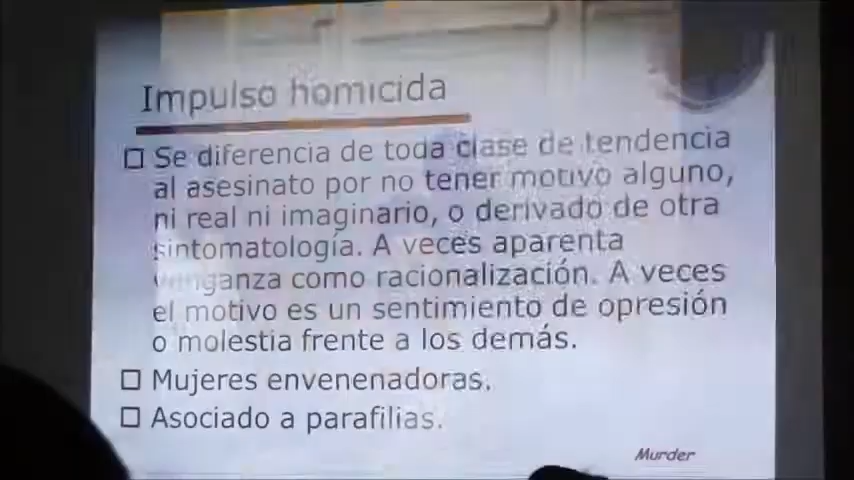 Impulso homicida
Se diferencia de toda clase de tendencia
al asesinato por no tener motivo alguno,
ni real ni imaginario, o derivado de otra
sintomatología. A veces aparenta
venganza como racionalización. A veces
el motivo es un sentimiento de opresión
o molestia frente a los demás.
Mujeres envenenadoras.
Asociado a parafilias.
Murder